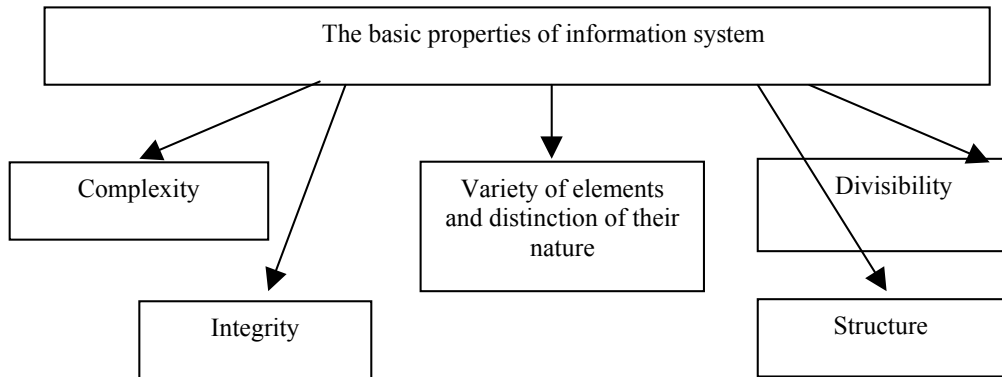 The basic properties of information system
Complexity
Variety of elements
and distinction of their
nature
Divisibility
Integrity
Structure